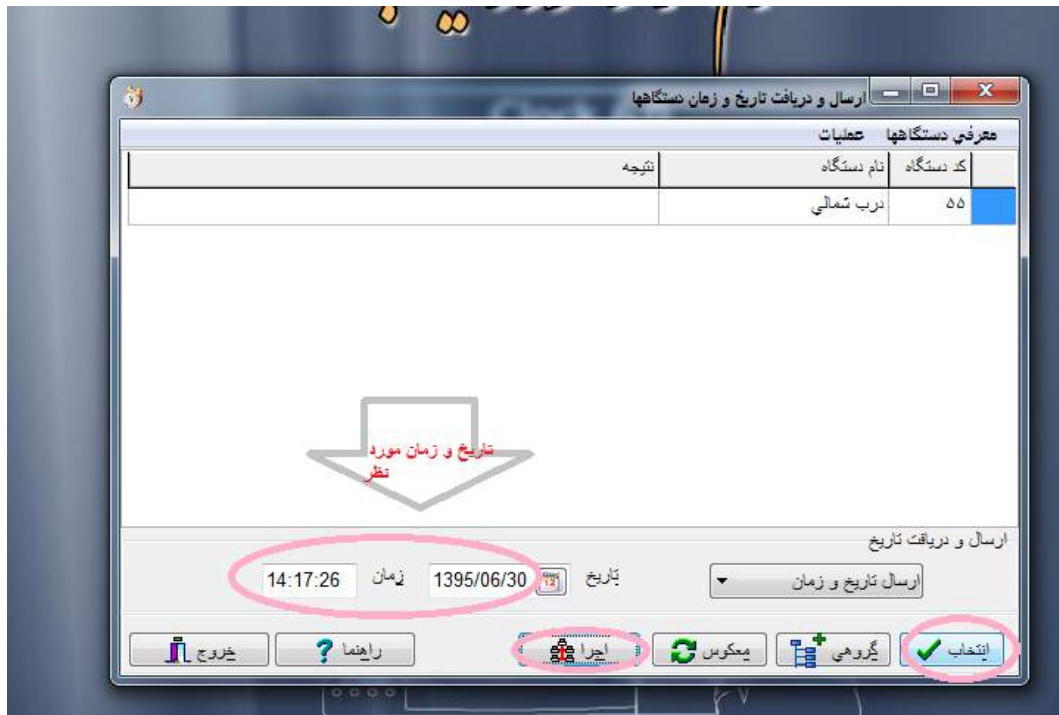 ارسال و دریافت تاریخ و زمان دستگاهها
معرفي دستگاهها عملیات
کد دستگاه نام دستگاه نتیجه
۵۵ درب شمالي
تاریخ و زمان مورد
نظر
ارسال و دریافت تاریخ
ارسال تاریخ و زمان تاریخ 1395/06/30 زمان 14:17:26
انتخاب گروهی معکوس اجرا راهنما خروج